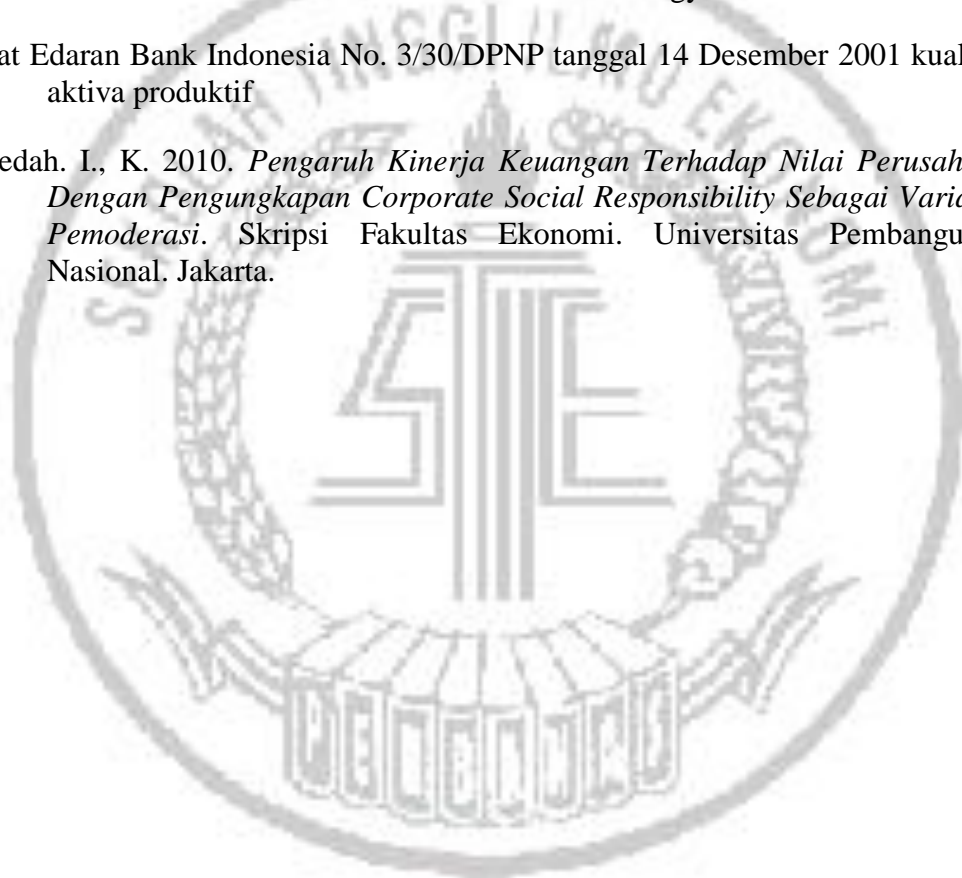 at Edaran Bank Indonesia No. 3/30/DPNP tanggal 14 Desember 2001 kual
aktiva produktif
edah. I., K. 2010. Pengaruh Kinerja Keuangan Terhadap Nilai Perusah
Dengan Pengungkapan Corporate Social Responsibility Sebagai Varia
Pemoderasi. Skripsi Fakultas Ekonomi. Universitas Pembangu
Nasional. Jakarta.